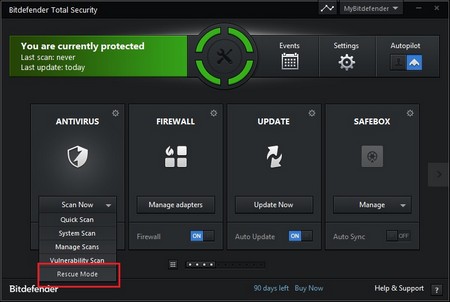 Bitdefender Total Security
MyBitdefender
You are currently protected
Last scan: never
Last update: today
Events
Settings
Autopilot
ANTIVIRUS
FIREWALL
UPDATE
SAFEBOX
Scan Now
Manage adapters
Update Now
Manage
Quick Scan
System Scan
Manage Scans
Vulnerability Scan
Rescue Mode
Firewall
ON
Auto Update
ON
Auto Sync
OFF
Bitdefender
90 days left
Buy Now
Help & Support
?